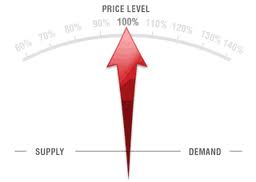 PRICE LEVEL
60% 70% 80% 90% 100% 110% 120% 130% 140%
SUPPLY DEMAND